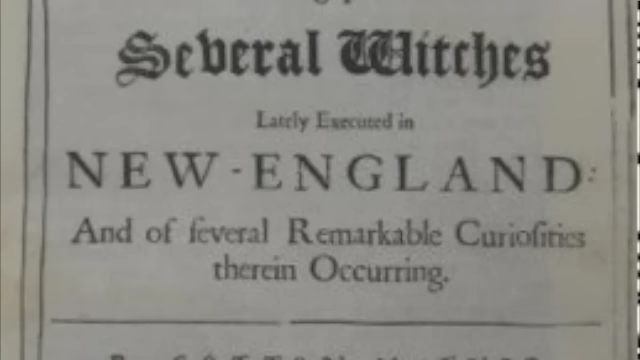 Several Witches
Lately Executed in
NEW-ENGLAND:
And of ſeveral Remarkable Curioſities
therein Occurring.